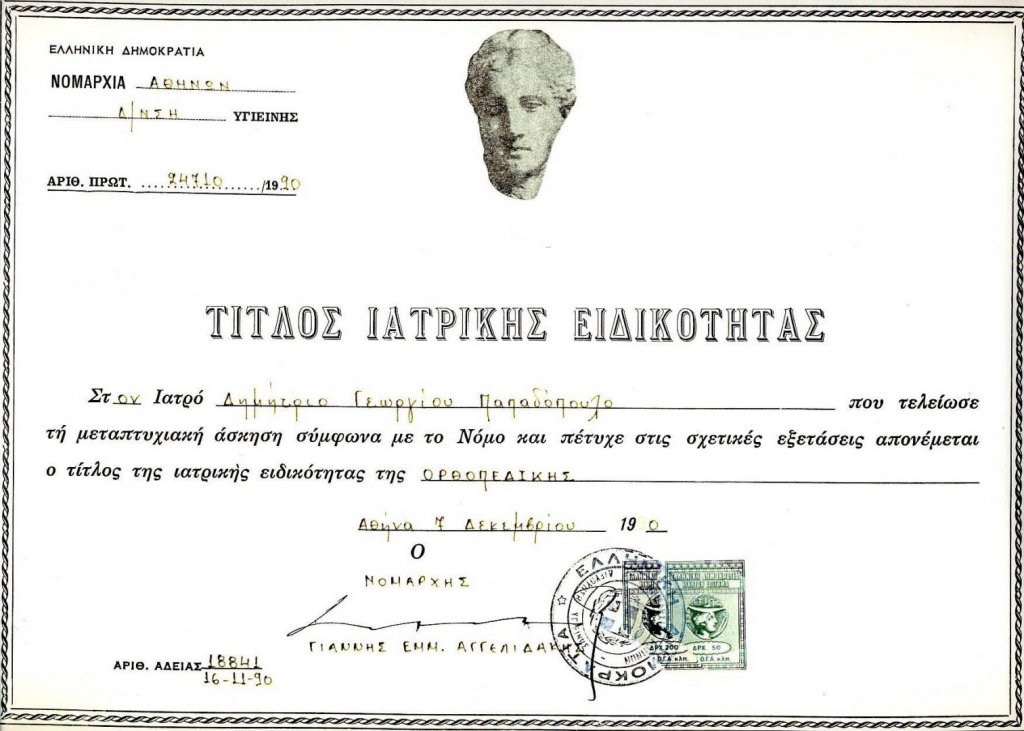 ΕΛΛΗΝΙΚΗ ΔΗΜΟΚΡΑΤΙΑ
ΝΟΜΑΡΧΙΑ ΑΘΗΝΩΝ
Δ/ΝΣΗ ΥΓΙΕΙΝΗΣ
ΑΡΙΘ. ΠΡΩΤ. ....24710....../1990
ΤΙΤΛΟΣ ΙΑΤΡΙΚΗΣ ΕΙΔΙΚΟΤΗΤΑΣ
Στον Ιατρό Δημήτριο Γεωργίου Παπαδόπουλο που τελείωσε
τή μεταπτυχιακή άσκηση σύμφωνα με το Νόμο και πέτυχε στις σχετικές εξετάσεις απονέμεται
ο τίτλος της ιατρικής ειδικότητας της ΟΡΘΟΠΕΔΙΚΗΣ
Αθήνα 7 Δεκεμβρίου 1990
Ο
ΝΟΜΑΡΧΗΣ
ΓΙΑΝΝΗΣ ΕΜΜ. ΑΓΓΕΛΙΔΑΚΗΣ
ΑΡΙΘ. ΑΔΕΙΑΣ 18841
16-11-90
ΔΡΧ 200 ΔΡΧ. 50
Ο.Γ.Α. κλπ. Ο.Γ.Α. κλπ.